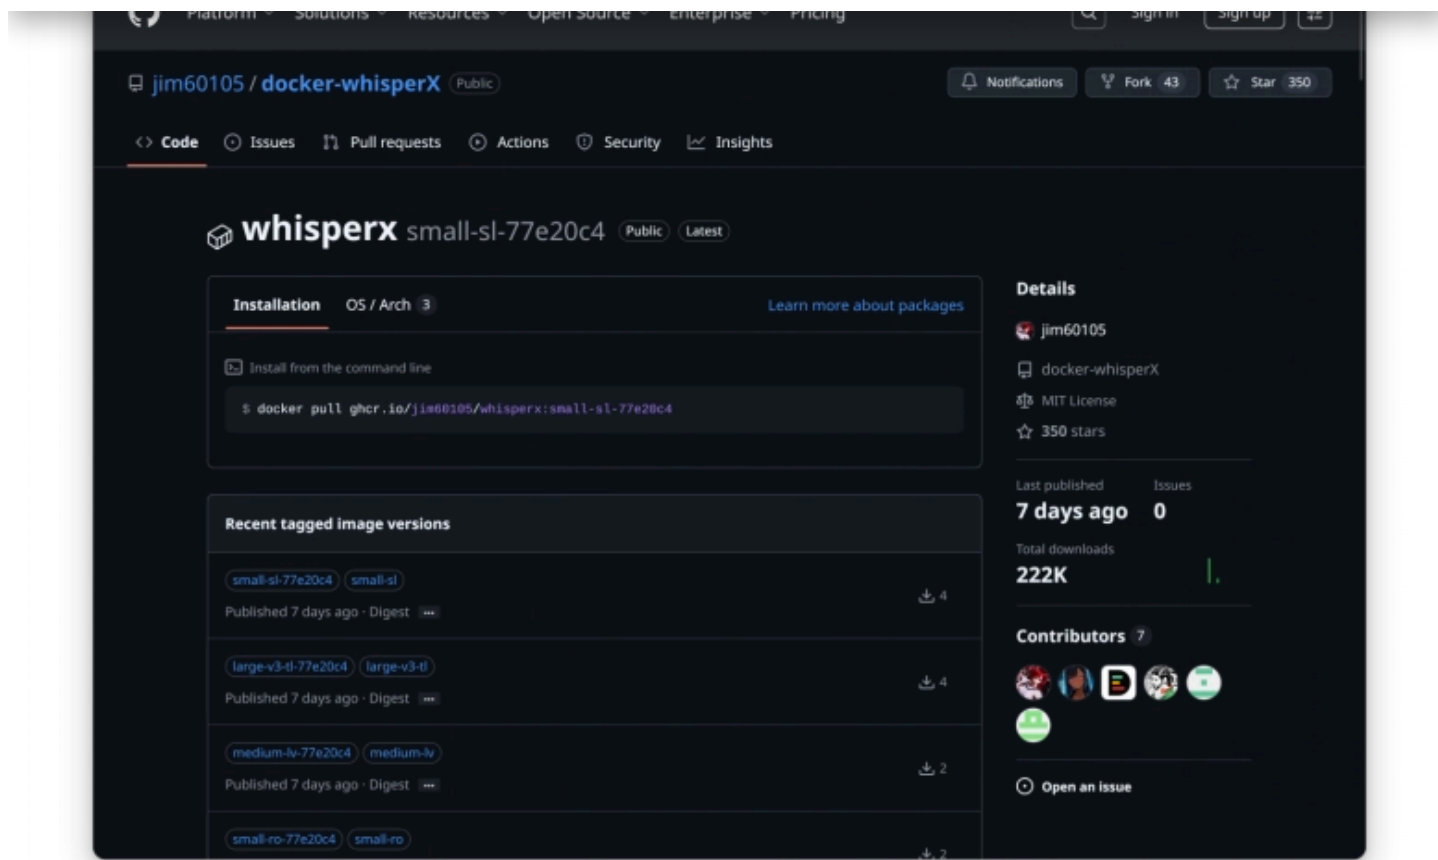 Platform Solutions Resources Open Source Enterprise Pricing Sign in Sign up
jim60105 / docker-whisperX Public Notifications Fork 43 Star 350
Code Issues Pull requests Actions Security Insights
whisperx small-sl-77e20c4 Public Latest
Installation OS / Arch 3 Learn more about packages
Install from the command line
$ docker pull ghcr.io/jim60105/whisperx:small-sl-77e20c4
Recent tagged image versions
small-sl-77e20c4 small-sl
Published 7 days ago · Digest ...
4
large-v3-tl-77e20c4 large-v3-tl
Published 7 days ago · Digest ...
4
medium-lv-77e20c4 medium-lv
Published 7 days ago · Digest ...
2
small-ro-77e20c4 small-ro
2
Details
jim60105
docker-whisperX
MIT License
350 stars
Last published Issues
7 days ago 0
Total downloads
222K
Contributors 7
Open an issue